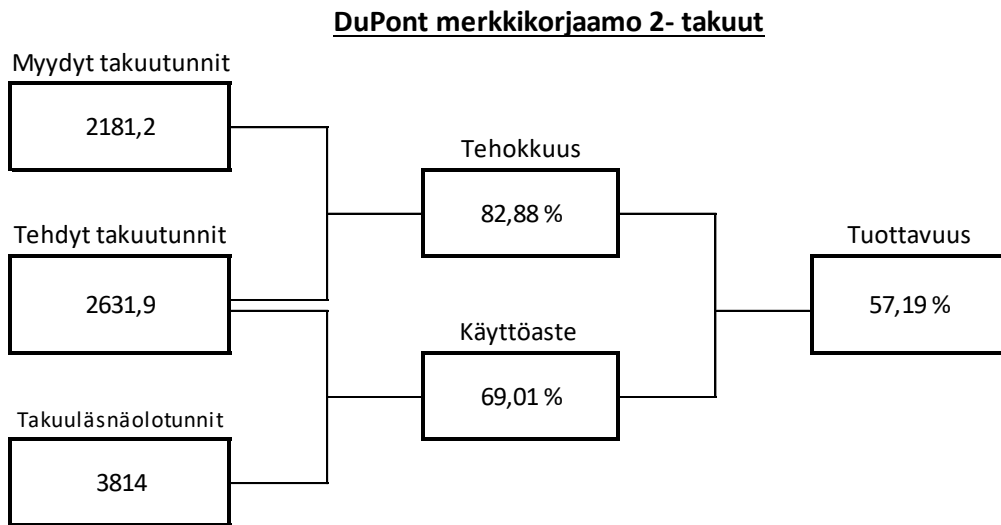 DuPont merkkikorjaamo 2- takuut
Myydyt takuutunnit
2181,2
Tehokkuus
82,88 %
Tehdyt takuutunnit
2631,9
Tuottavuus
57,19 %
Käyttöaste
69,01 %
Takuuläsnäolotunnit
3814